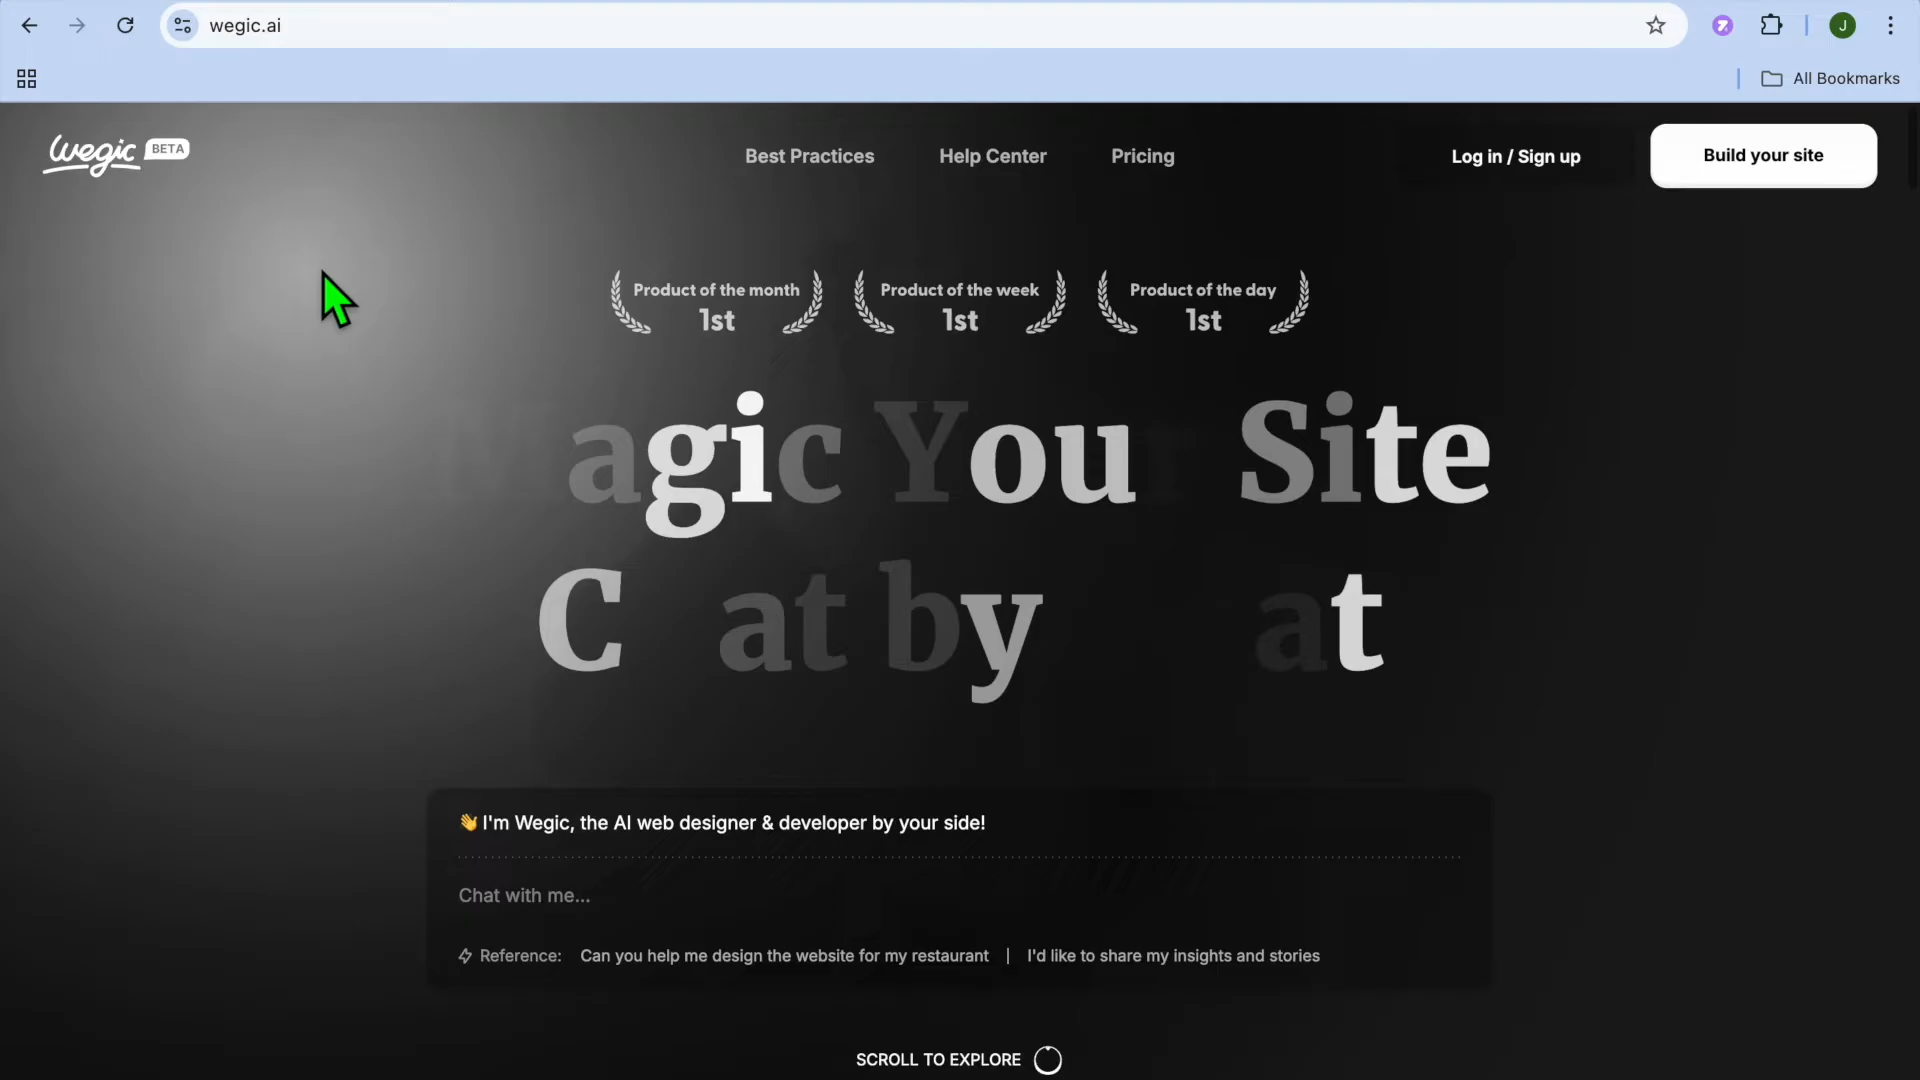 wegic.ai
J
All Bookmarks
Wegic BETA
Best Practices
Help Center
Pricing
Log in / Sign up
Build your site
Product of the month
1st
Product of the week
1st
Product of the day
1st
agic You Site
C at by at
👋 I'm Wegic, the AI web designer & developer by your side!
Chat with me...
Reference: Can you help me design the website for my restaurant | I'd like to share my insights and stories
SCROLL TO EXPLORE